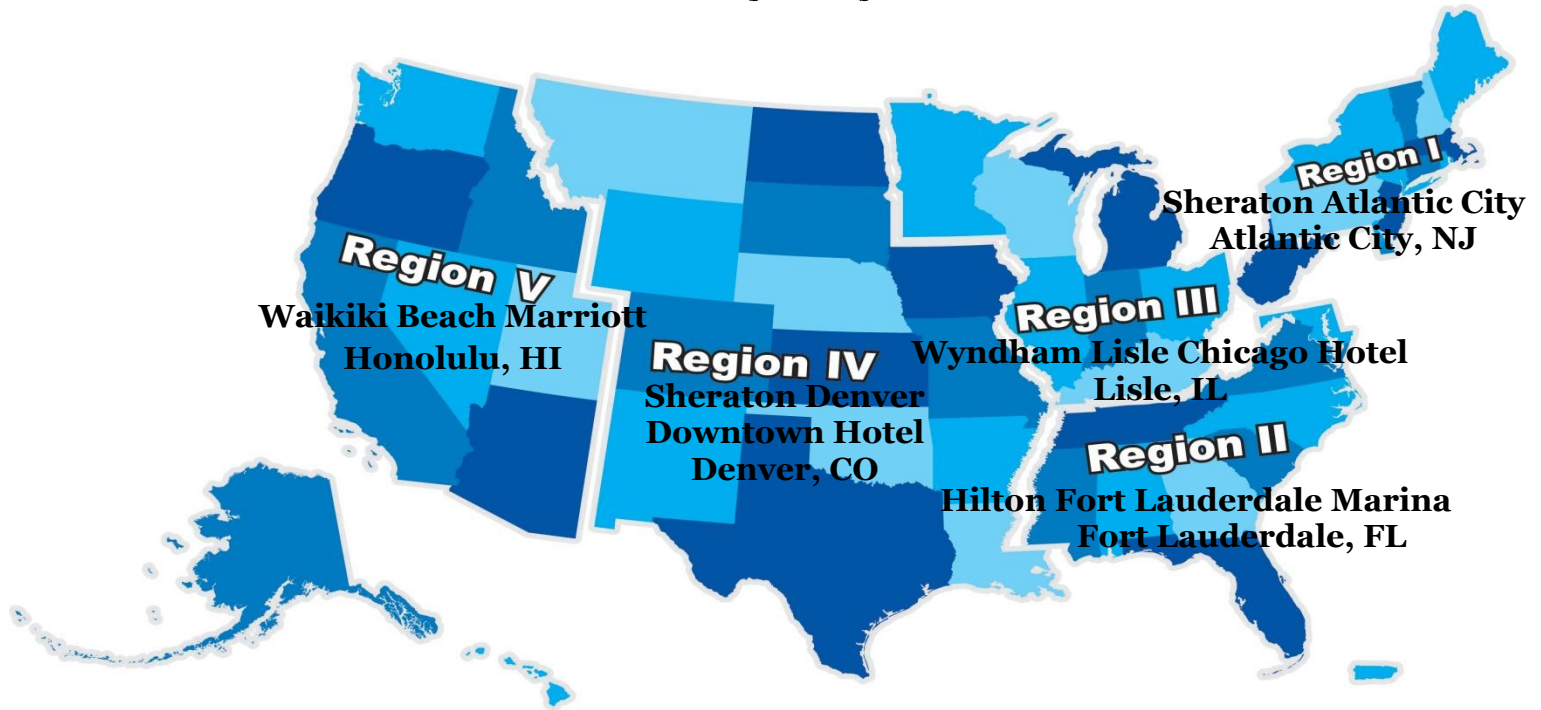 Region I
Sheraton Atlantic City
Atlantic City, NJ
Region V
Waikiki Beach Marriott
Honolulu, HI
Region IV
Sheraton Denver
Downtown Hotel
Denver, CO
Region III
Wyndham Lisle Chicago Hotel
Lisle, IL
Region II
Hilton Fort Lauderdale Marina
Fort Lauderdale, FL